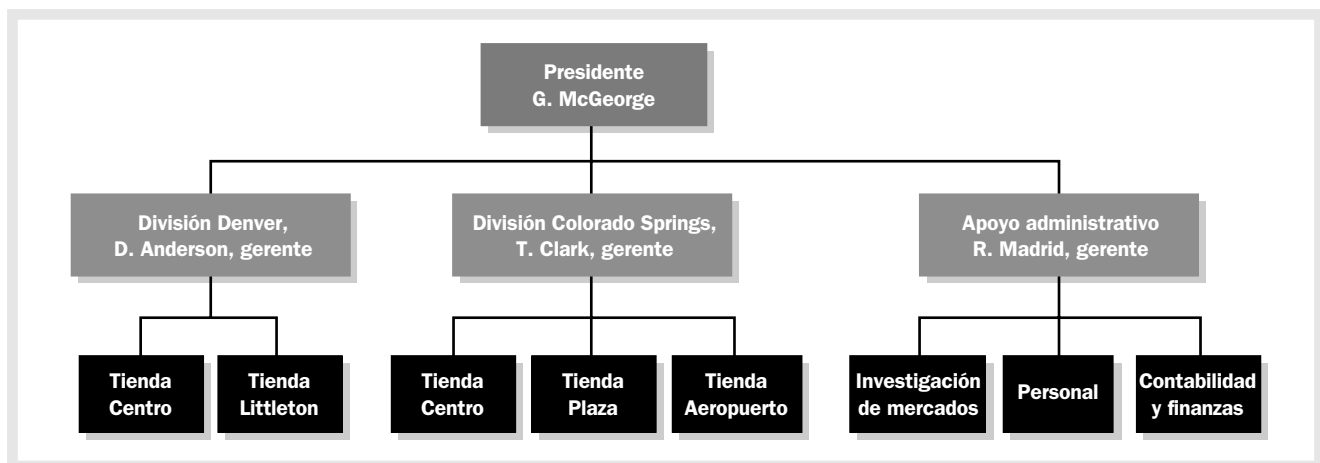 Presidente
G. McGeorge
División Denver,
D. Anderson, gerente
División Colorado Springs,
T. Clark, gerente
Apoyo administrativo
R. Madrid, gerente
Tienda
Centro
Tienda
Littleton
Tienda
Centro
Tienda
Plaza
Tienda
Aeropuerto
Investigación
de mercados
Personal
Contabilidad
y finanzas